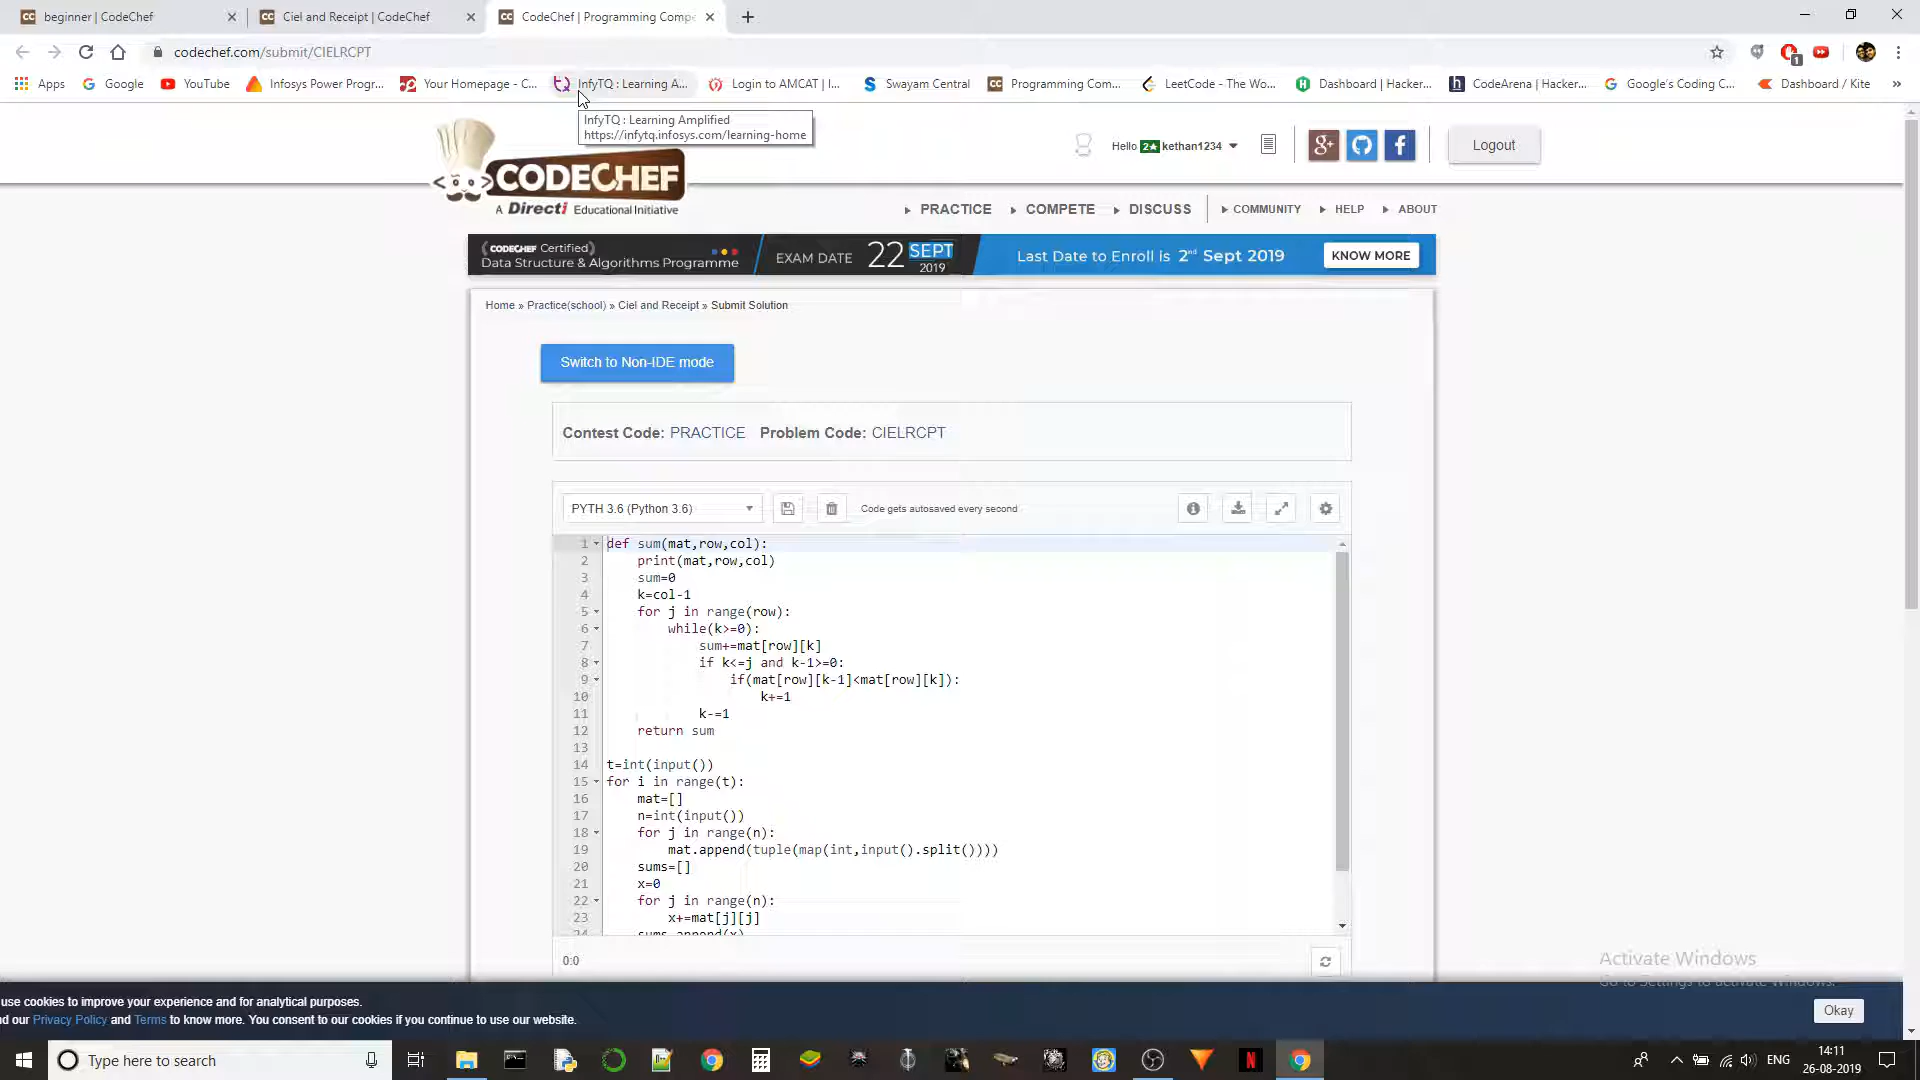 beginner | CodeChef
Ciel and Receipt | CodeChef
CodeChef | Programming Compe
codechef.com/submit/CIELRCPT
Apps
Google
YouTube
Infosys Power Progr...
Your Homepage - C...
InfyTQ : Learning A...
Login to AMCAT | I...
Swayam Central
Programming Com...
LeetCode - The Wo...
Dashboard | Hacker...
CodeArena | Hacker...
Google's Coding C...
Dashboard / Kite
InfyTQ : Learning Amplified
https://infytq.infosys.com/learning-home
CODECHEF
A Directi Educational Initiative
Hello 2★ kethan1234
Logout
PRACTICE
COMPETE
DISCUSS
COMMUNITY
HELP
ABOUT
CODECHEF Certified
Data Structure & Algorithms Programme
EXAM DATE 22 SEPT 2019
Last Date to Enroll is 2nd Sept 2019
KNOW MORE
Home » Practice(school) » Ciel and Receipt » Submit Solution
Switch to Non-IDE mode
Contest Code: PRACTICE Problem Code: CIELRCPT
PYTH 3.6 (Python 3.6)
Code gets autosaved every second
1 def sum(mat,row,col):
2 print(mat,row,col)
3 sum=0
4 k=col-1
5 for j in range(row):
6 while(k>=0):
7 sum+=mat[row][k]
8 if k<=j and k-1>=0:
9 if(mat[row][k-1]<mat[row][k]):
10 k+=1
11 k-=1
12 return sum
13
14 t=int(input())
15 for i in range(t):
16 mat=[]
17 n=int(input())
18 for j in range(n):
19 mat.append(tuple(map(int,input().split())))
20 sums=[]
21 x=0
22 for j in range(n):
23 x+=mat[j][j]
24 sums.append(x)
0:0
Activate Windows
Go to Settings to activate Windows.
use cookies to improve your experience and for analytical purposes.
nd our Privacy Policy and Terms to know more. You consent to our cookies if you continue to use our website.
Okay
Type here to search
ENG
14:11
26-08-2019